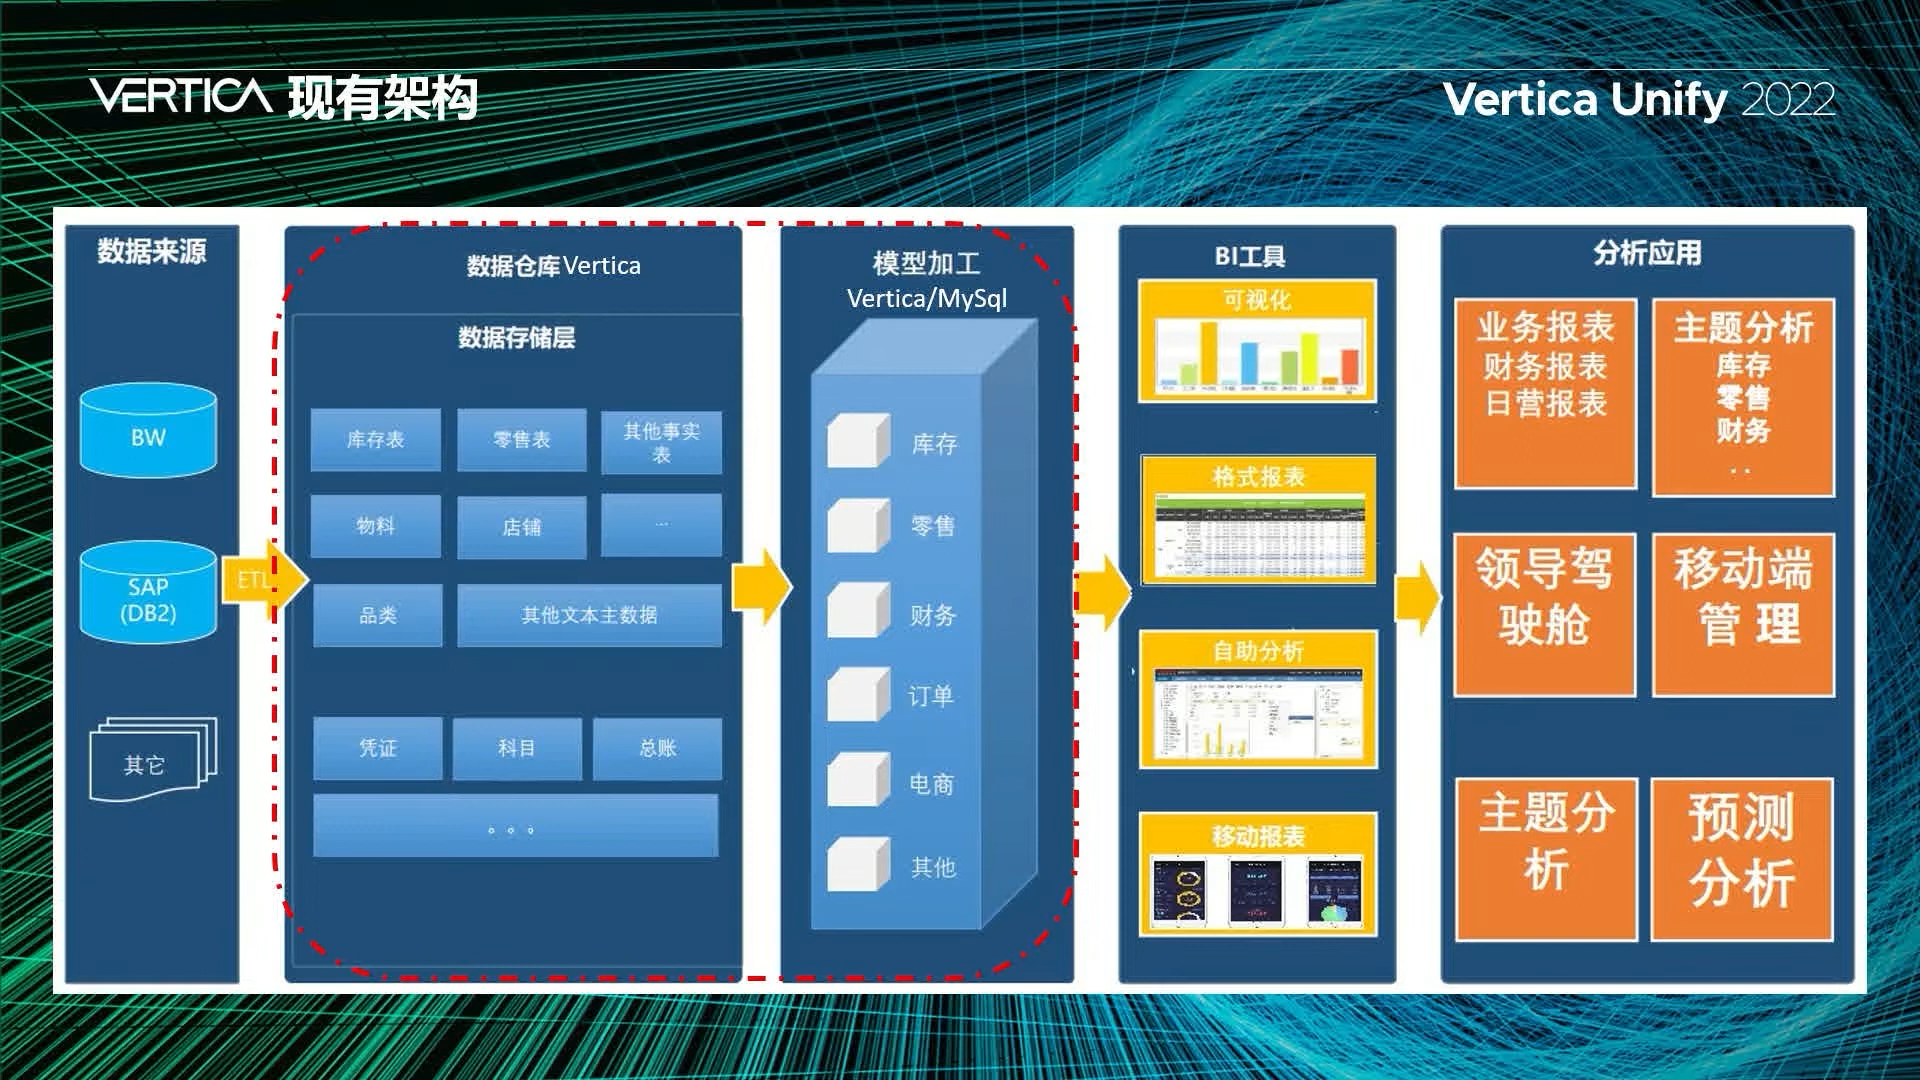 VERTICA 现有架构
Vertica Unify 2022
数据来源
BW
SAP
(DB2)
其它
ETL
数据仓库Vertica
数据存储层
库存表
零售表
其他事实
表
物料
店铺
...
品类
其他文本主数据
凭证
科目
总账
。。。
模型加工
Vertica/MySql
库存
零售
财务
订单
电商
其他
BI工具
可视化
格式报表
自助分析
移动报表
分析应用
业务报表
财务报表
日营报表
主题分析
库存
零售
财务
..
领导驾
驶舱
移动端
管 理
主题分
析
预测
分析